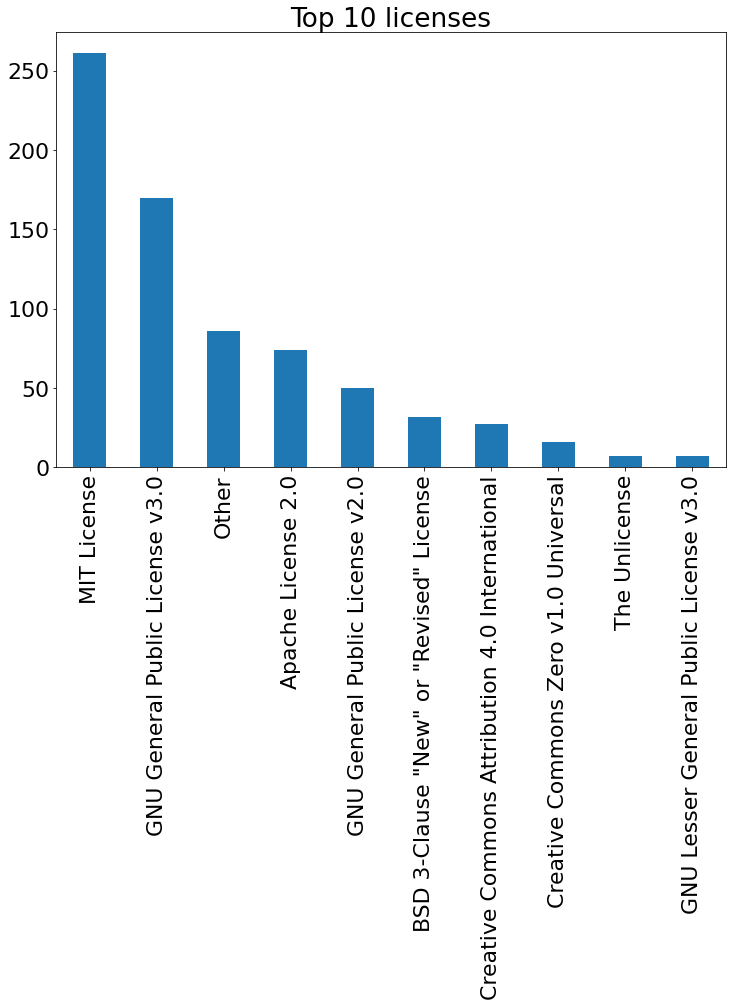 Top 10 licenses
250
200
150
100
50
0
MIT License
GNU General Public License v3.0
Other
Apache License 2.0
GNU General Public License v2.0
BSD 3-Clause "New" or "Revised" License
Creative Commons Attribution 4.0 International
Creative Commons Zero v1.0 Universal
The Unlicense
GNU Lesser General Public License v3.0